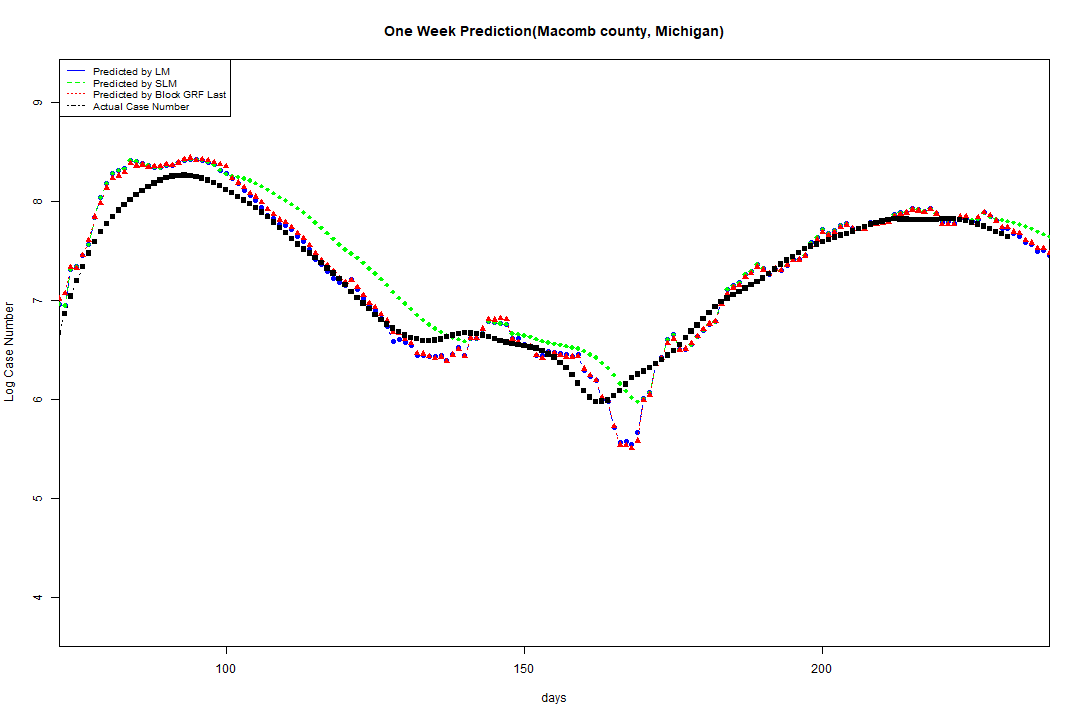 One Week Prediction(Macomb county, Michigan)
Predicted by LM
Predicted by SLM
Predicted by Block GRF Last
Actual Case Number
Log Case Number
9
8
7
6
5
4
100 150 200
days